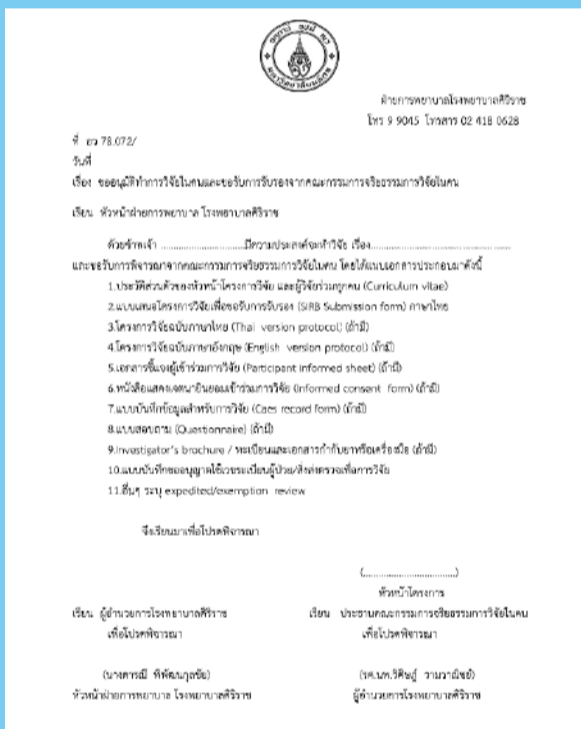 ฝ่ายการพยาบาลโรงพยาบาลศิริราช
โทร 9 9045 โทรสาร 02 418 0628
ที่ อว 78.072/
วันที่
เรื่อง ขออนุมัติทำการวิจัยในคนและขอรับการรับรองจากคณะกรรมการจริยธรรมการวิจัยในคน
เรียน หัวหน้าฝ่ายการพยาบาล โรงพยาบาลศิริราช
ด้วยข้าพเจ้า ........................มีความประสงค์จะทำวิจัย เรื่อง........................................
และขอรับการพิจารณาจากคณะกรรมการจริยธรรมการวิจัยในคน โดยได้แนบเอกสารประกอบมาดังนี้
1.ประวัติส่วนตัวของหัวหน้าโครงการวิจัย และผู้วิจัยร่วมทุกคน (Curriculum vitae)
2.แบบเสนอโครงการวิจัยเพื่อขอรับการรับรอง (SIRB Submission form) ภาษาไทย
3.โครงการวิจัยฉบับภาษาไทย (Thai version protocol) (ถ้ามี)
4.โครงการวิจัยฉบับภาษาอังกฤษ (English version protocol) (ถ้ามี)
5.เอกสารชี้แจงผู้เข้าร่วมการวิจัย (Participant informed sheet) (ถ้ามี)
6.หนังสือแสดงเจตนายินยอมเข้าร่วมการวิจัย (Informed consent form) (ถ้ามี)
7.แบบบันทึกข้อมูลสำหรับการวิจัย (Caes record form) (ถ้ามี)
8.แบบสอบถาม (Questionnaire) (ถ้ามี)
9.Investigator's brochure / ทะเบียนและเอกสารกำกับยาหรือเครื่องมือ (ถ้ามี)
10.แบบบันทึกขออนุญาตใช้เวชระเบียนผู้ป่วย/สิ่งส่งตรวจเพื่อการวิจัย
11.อื่นๆ ระบุ expedited/exemption review
จึงเรียนมาเพื่อโปรดพิจารณา
(................................)
หัวหน้าโครงการ
เรียน ผู้อำนวยการโรงพยาบาลศิริราช
เพื่อโปรดพิจารณา
เรียน ประธานคณะกรรมการจริยธรรมการวิจัยในคน
เพื่อโปรดพิจารณา
หัวหน้าฝ่ายการพยาบาล โรงพยาบาลศิริราช
(รศ.นพ.วิศิษฎ์ วามวาณิชย์)
ผู้อำนวยการโรงพยาบาลศิริราช